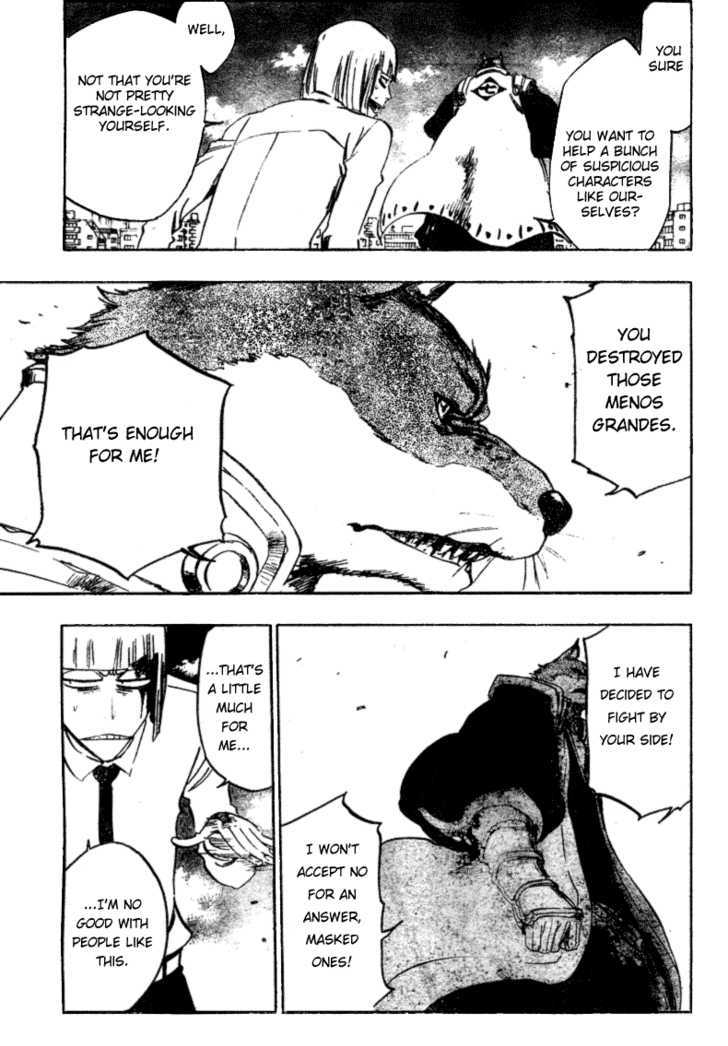 YOU
SURE
YOU WANT TO
HELP A BUNCH
OF SUSPICIOUS
CHARACTERS
LIKE OUR-
SELVES?
WELL,
NOT THAT YOU'RE
NOT PRETTY
STRANGE-LOOKING
YOURSELF.
YOU
DESTROYED
THOSE
MENOS
GRANDES.
THAT'S ENOUGH
FOR ME!
I HAVE
DECIDED TO
FIGHT BY
YOUR SIDE!
I WON'T
ACCEPT NO
FOR AN
ANSWER,
MASKED
ONES!
...THAT'S
A LITTLE
MUCH
FOR
ME...
...I'M NO
GOOD WITH
PEOPLE LIKE
THIS.